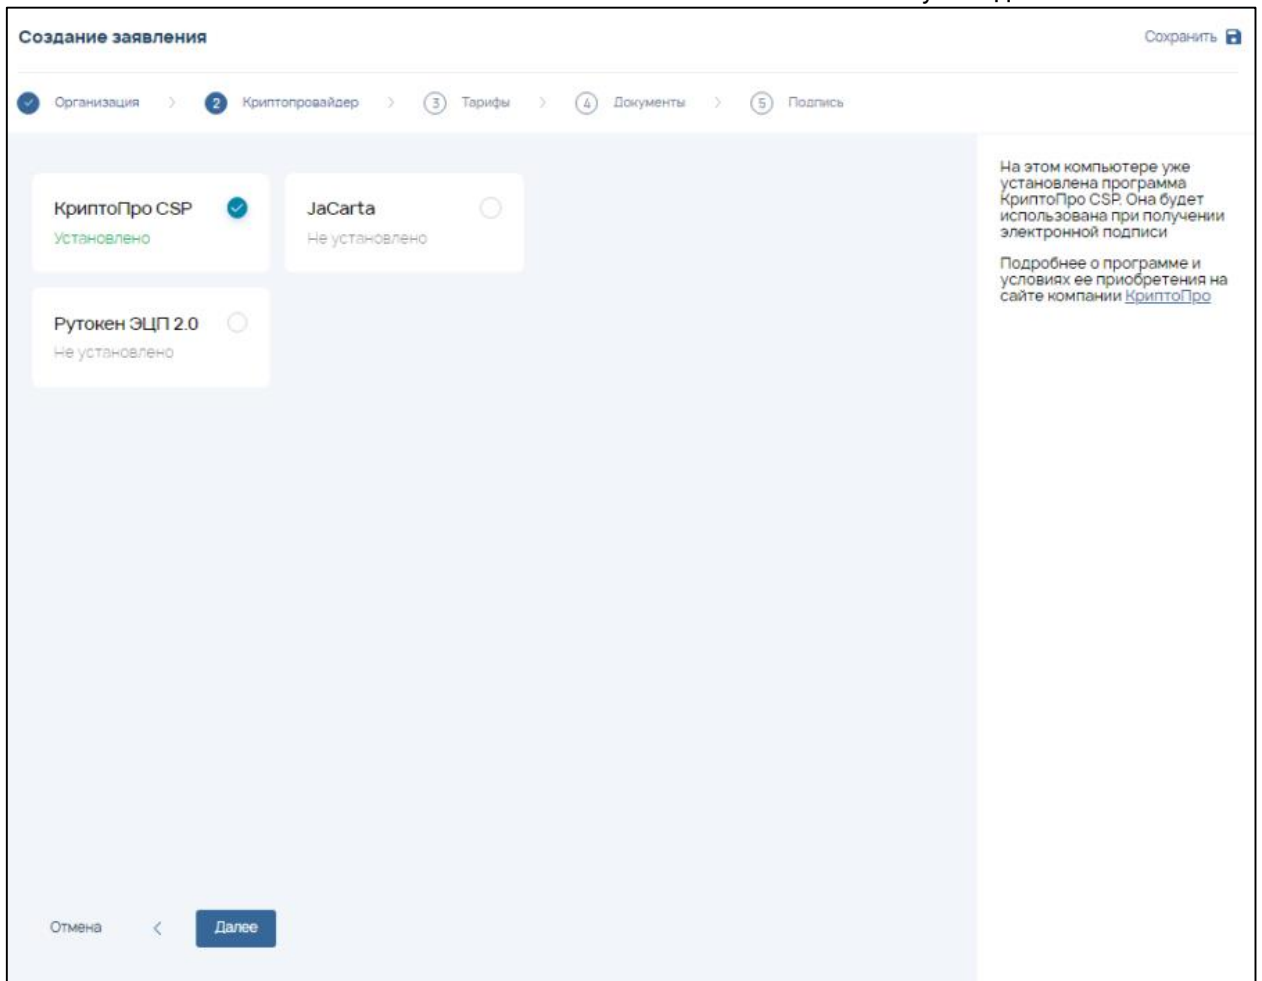 Создание заявления
Сохранить
Организация > 2 Криптопровайдер > 3 Тарифы > 4 Документы > 5 Подпись
КриптоПро CSP
Установлено
JaCarta
Не установлено
Рутокен ЭЦП 2.0
Не установлено
На этом компьютере уже
установлена программа
КриптоПро CSP. Она будет
использована при получении
электронной подписи
Подробнее о программе и
условиях ее приобретения на
сайте компании КриптоПро
Отмена < Далее